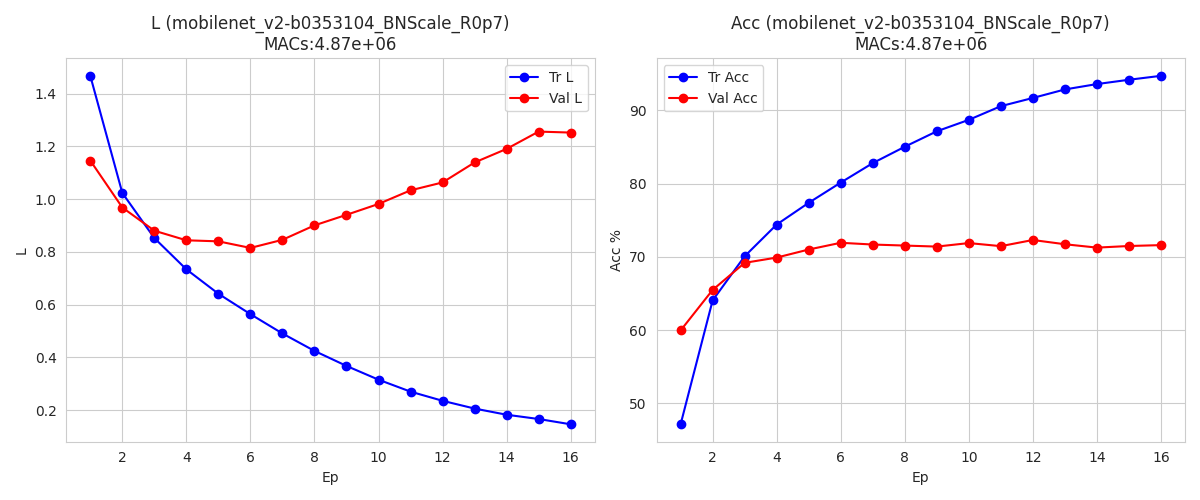 L (mobilenet_v2-b0353104_BNScale_R0p7)
MACs:4.87e+06
Tr L
Val L
1.4
1.2
1.0
0.8
0.6
0.4
0.2
L
2 4 6 8 10 12 14 16
Ep
Acc (mobilenet_v2-b0353104_BNScale_R0p7)
MACs:4.87e+06
Tr Acc
Val Acc
90
80
70
60
50
Acc %
2 4 6 8 10 12 14 16
Ep